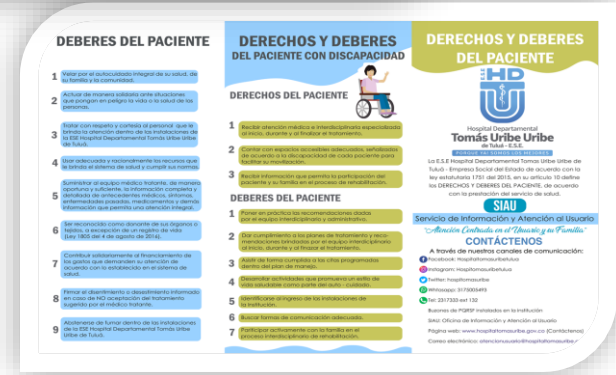 DEBERES DEL PACIENTE
1 Velar por el autocuidado integral de su salud, de
su familia y la comunidad.
2 Actuar de manera solidaria ante situaciones
que pongan en peligro la vida o la salud de las
personas.
3 Tratar con respeto y cortesía al personal que le
brinda la atención dentro de las instalaciones de
la ESE Hospital Departamental Tomás Uribe Uribe
de Tuluá.
4 Usar adecuada y racionalmente los recursos que
le brinda el sistema de salud y cumplir sus normas.
5 Suministrar al equipo médico tratante, de manera
oportuna y suficiente, la información completa y
detallada de antecedentes médicos, síntomas,
enfermedades pasadas, medicamentos y demás
información que permita una atención integral.
6 Ser reconocido como donante de sus órganos o
tejidos, a excepción de un registro de vida
(Ley 1805 del 4 de agosto de 2016).
7 Contribuir solidariamente al financiamiento de
los gastos que demanden su atención de
acuerdo con lo establecido en el sistema de
salud.
8 Firmar el disentimiento o desestimiento informado
en caso de NO aceptación del tratamiento
sugerido por el médico tratante.
9 Abstenerse de fumar dentro de las instalaciones
de la ESE Hospital Departamental Tomás Uribe
Uribe de Tuluá.
DERECHOS Y DEBERES
DEL PACIENTE CON DISCAPACIDAD
DERECHOS DEL PACIENTE
1 Recibir atención médica e interdisciplinaria especializada
al inicio, durante y al finalizar el tratamiento.
2 Contar con espacios accesibles adecuados, señalizados
de acuerdo a la discapacidad de cada paciente para
facilitar su movilización.
3 Recibir información que permita la participación del
paciente y su familia en el proceso de rehabilitación.
DEBERES DEL PACIENTE
1 Poner en práctica las recomendaciones dadas
por el equipo interdisciplinario y administrativo.
2 Dar cumplimiento a los planes de tratamiento y reco-
mendaciones brindadas por el equipo interdisciplinario
al inicio, durante y al finalizar el tratamiento.
3 Asistir de forma cumplida a las citas programadas
dentro del plan de manejo.
4 Desarrollar actividades que promueva un estilo de
vida saludable como parte del auto - cuidado.
5 Identificarse al ingreso de las instalaciones de
la institución.
6 Buscar formas de comunicación adecuada.
7 Participar activamente con la familia en el
proceso interdisciplinario de rehabilitación.
DERECHOS Y DEBERES
DEL PACIENTE
E.S.E HD
Hospital Departamental
Tomás Uribe Uribe
de Tuluá - E.S.E.
PORQUE VAI SOMOS LOS MEJORES
La E.S.E Hospital Departamental Tomás Uribe Uribe de
Tuluá - Empresa Social del Estado de acuerdo con la
ley estatutaria 1751 del 2015, en su artículo 10 define
los DERECHOS Y DEBERES DEL PACIENTE, de acuerdo
con la prestación del servicio de salud.
SIAU
Servicio de Información y Atención al Usuario
"Atención Centrada en el Usuario y su Familia"
CONTÁCTENOS
A través de nuestros canales de comunicación:
Facebook: Hospitaltomasuribetulua
Instagram: Hospitaltomasuribetulua
Twitter: hospitaltomasuribe
Whatsapp: 3173005493
Tel: 2317333 ext 132
Buzones de PQRSF instalados en la institución
SIAU: Oficina de Información y Atención al Usuario
Página web: www.hospitaltomasuribe.gov.co (Contáctenos)
Correo electrónico: atencionusuario@hospitaltomasuribe.